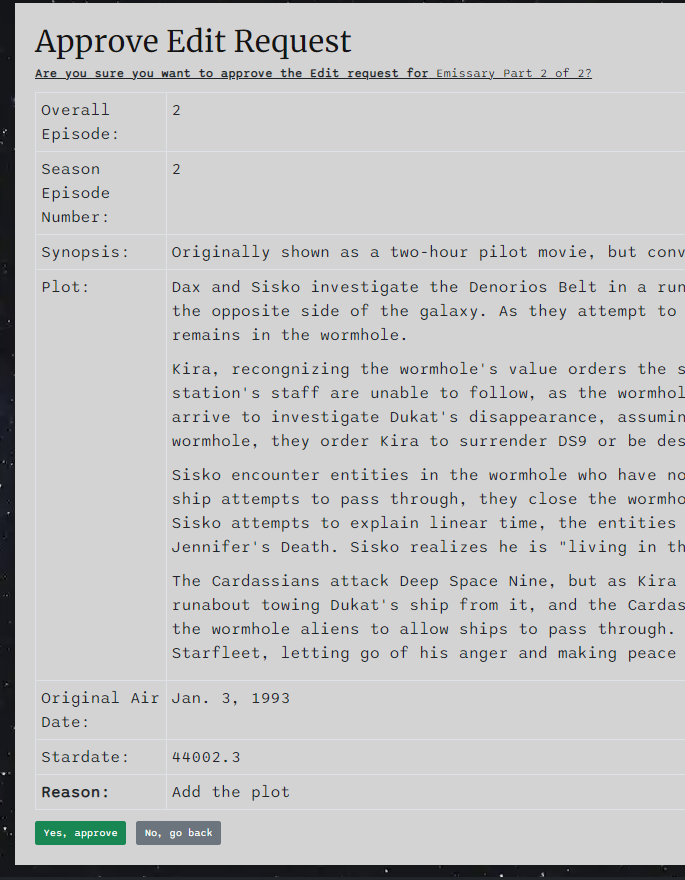 Approve Edit Request
Are you sure you want to approve the Edit request for Emissary Part 2 of 2?
Overall Episode: 2
Season Episode Number: 2
Synopsis: Originally shown as a two-hour pilot movie, but conv
Plot: Dax and Sisko investigate the Denorios Belt in a run
the opposite side of the galaxy. As they attempt to
remains in the wormhole.
Kira, recongnizing the wormhole's value orders the s
station's staff are unable to follow, as the wormhol
arrive to investigate Dukat's disappearance, assumin
wormhole, they order Kira to surrender DS9 or be des
Sisko encounter entities in the wormhole who have no
ship attempts to pass through, they close the wormho
Sisko attempts to explain linear time, the entities
Jennifer's Death. Sisko realizes he is "living in th
The Cardassians attack Deep Space Nine, but as Kira
runabout towing Dukat's ship from it, and the Cardas
the wormhole aliens to allow ships to pass through.
Starfleet, letting go of his anger and making peace
Original Air Date: Jan. 3, 1993
Stardate: 44002.3
Reason: Add the plot
Yes, approve No, go back